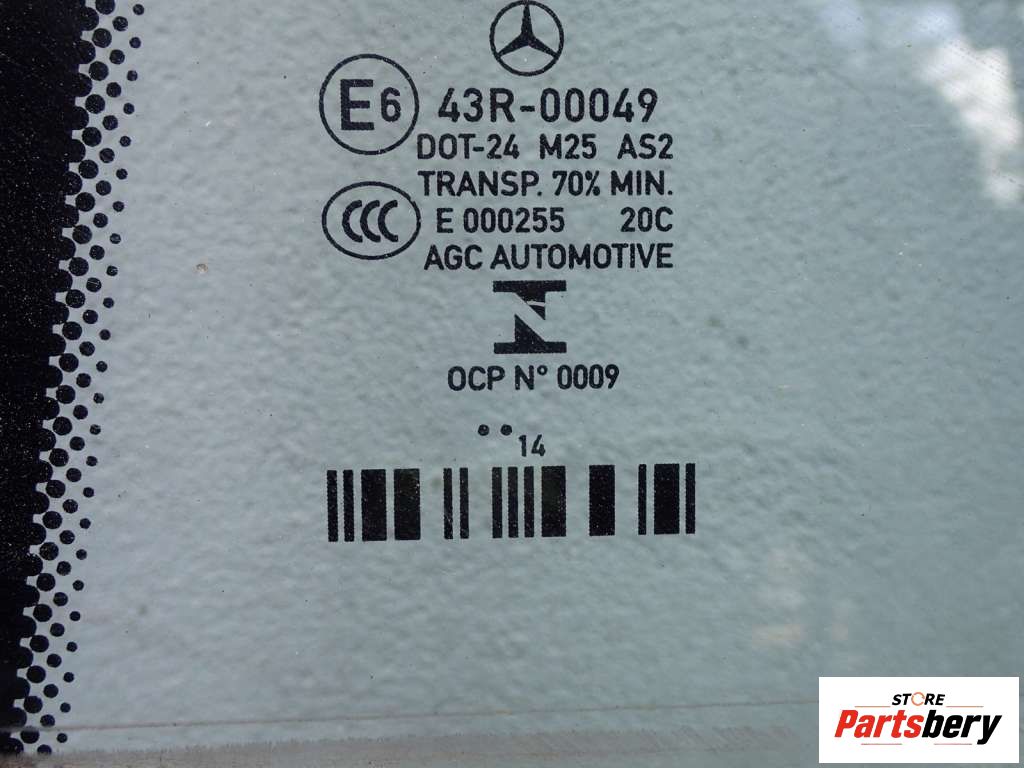 E6 43R-00049
DOT-24 M25 AS2
TRANSP. 70% MIN.
CCC E 000255 20C
AGC AUTOMOTIVE
OCP N° 0009
..14
STORE
Partsbery